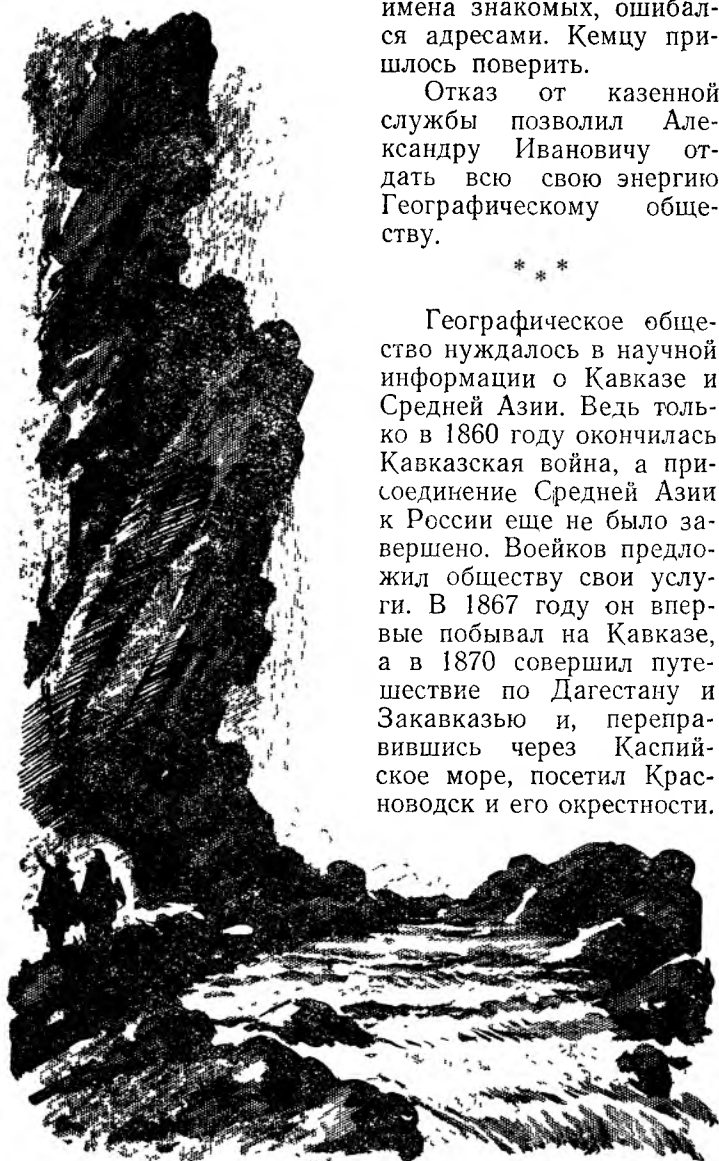 имена знакомых, ошибал-
ся адресами. Кемцу при-
шлось поверить.
Отказ от казенной
службы позволил Але-
ксандру Ивановичу от-
дать всю свою энергию
Географическому обще-
ству.
* * *
Географическое обще-
ство нуждалось в научной
информации о Кавказе и
Средней Азии. Ведь толь-
ко в 1860 году окончилась
Кавказская война, а при-
соединение Средней Азии
к России еще не было за-
вершено. Воейков предло-
жил обществу свои услу-
ги. В 1867 году он впер-
вые побывал на Кавказе,
а в 1870 совершил путе-
шествие по Дагестану и
Закавказью и, перепра-
вившись через Каспий-
ское море, посетил Крас-
новодск и его окрестности.